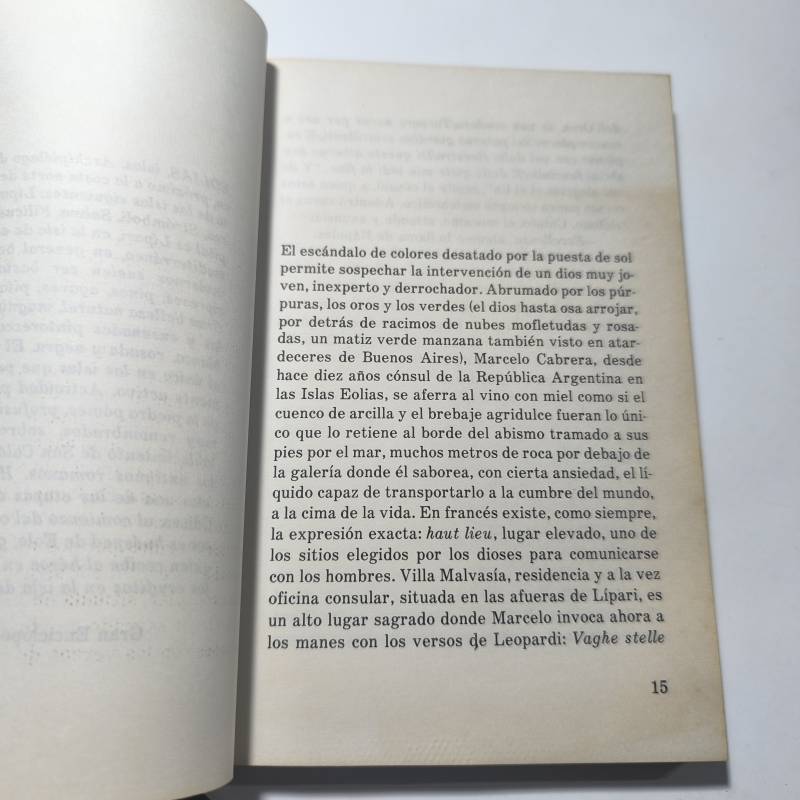 El escándalo de colores desatado por la puesta de sol
permite sospechar la intervención de un dios muy jo-
ven, inexperto y derrochador. Abrumado por los púr-
puras, los oros y los verdes (el dios hasta osa arrojar,
por detrás de racimos de nubes mofletudas y rosa-
das, un matiz verde manzana también visto en atar-
deceres de Buenos Aires), Marcelo Cabrera, desde
hace diez años cónsul de la República Argentina en
las Islas Eolias, se aferra al vino con miel como si el
cuenco de arcilla y el brebaje agridulce fueran lo úni-
co que lo retiene al borde del abismo tramado a sus
pies por el mar, muchos metros de roca por debajo de
la galería donde él saborea, con cierta ansiedad, el lí-
quido capaz de transportarlo a la cumbre del mundo,
a la cima de la vida. En francés existe, como siempre,
la expresión exacta: haut lieu, lugar elevado, uno de
los sitios elegidos por los dioses para comunicarse
con los hombres. Villa Malvasía, residencia y a la vez
oficina consular, situada en las afueras de Lípari, es
un alto lugar sagrado donde Marcelo invoca ahora a
los manes con los versos de Leopardi: Vaghe stelle
15